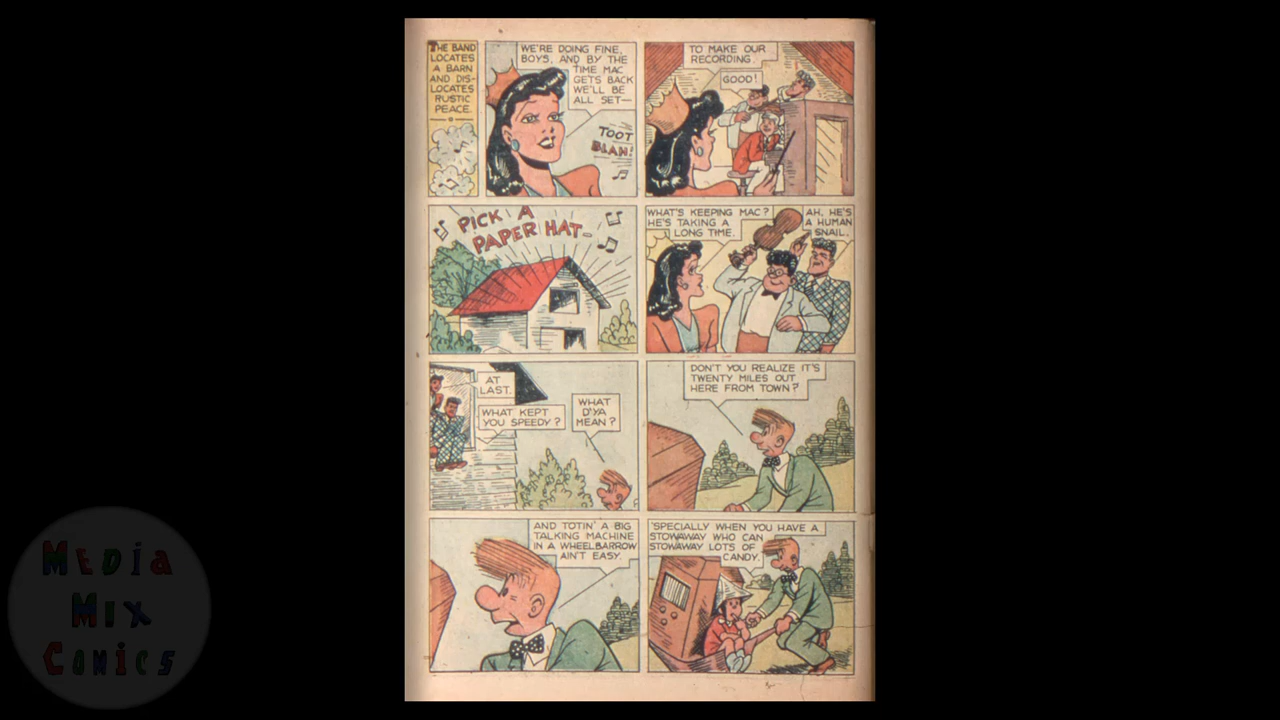 THE BAND
LOCATES
A BARN
AND DIS-
LOCATES
RUSTIC
PEACE.
WE'RE DOING FINE,
BOYS, AND BY THE
TIME MAC
GETS BACK
WE'LL BE
ALL SET—
TOOT
BLAH!
TO MAKE OUR
RECORDING.
GOOD!
PICK A
PAPER HAT-
WHAT'S KEEPING MAC?
HE'S TAKING A
LONG TIME.
AH, HE'S
A HUMAN
SNAIL.
AT
LAST.
WHAT KEPT
YOU SPEEDY?
WHAT
D'YA
MEAN?
DON'T YOU REALIZE IT'S
TWENTY MILES OUT
HERE FROM TOWN?
AND TOTIN' A BIG
TALKING MACHINE
IN A WHEELBARROW
AIN'T EASY.
'SPECIALLY WHEN YOU HAVE A
STOWAWAY WHO CAN
STOWAWAY LOTS OF
CANDY.
MEDiA
MiX
COMiCS